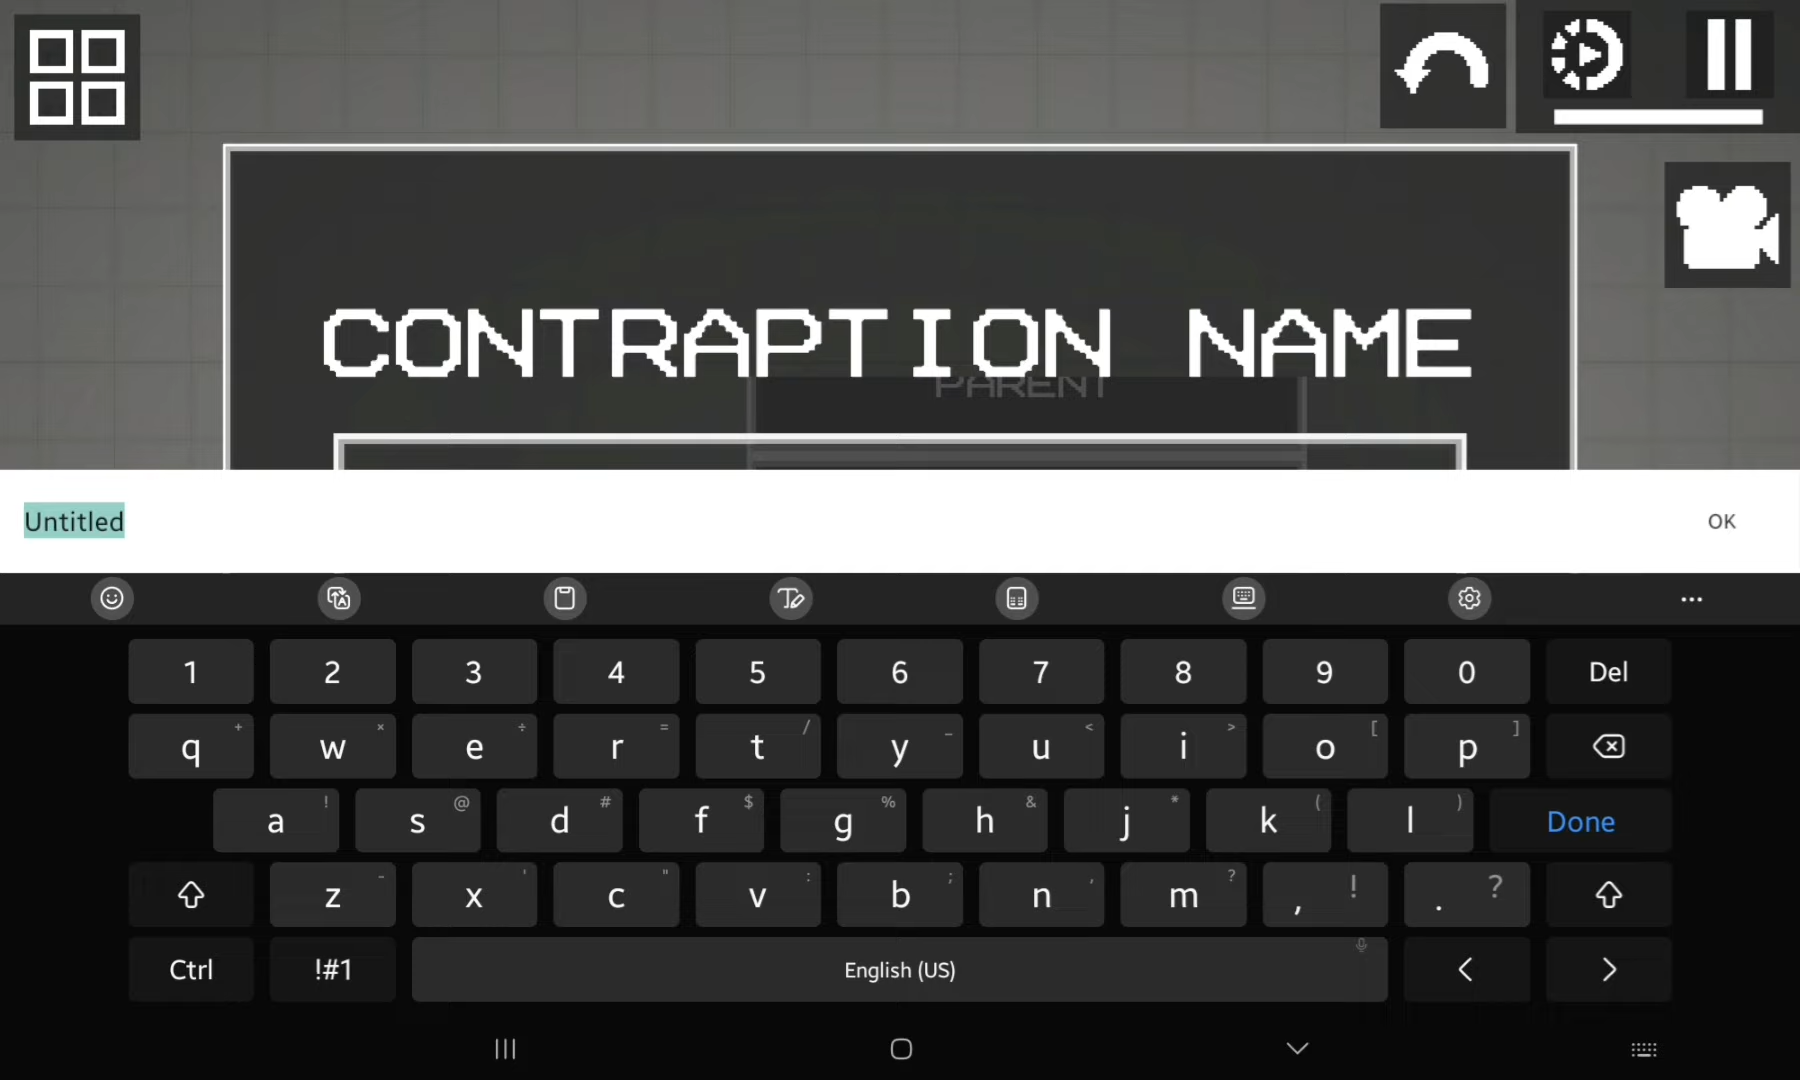 CONTRAPTION NAME
PARENT
Untitled
OK
1 2 3 4 5 6 7 8 9 0 Del
q + w × e ÷ r = t / y _ u < i > o [ p ]
a ! s @ d # f $ g % h & j * k ( l ) Done
z - x ' c " v : b ; n , m ? , ! . ?
Ctrl !#1 English (US) < >